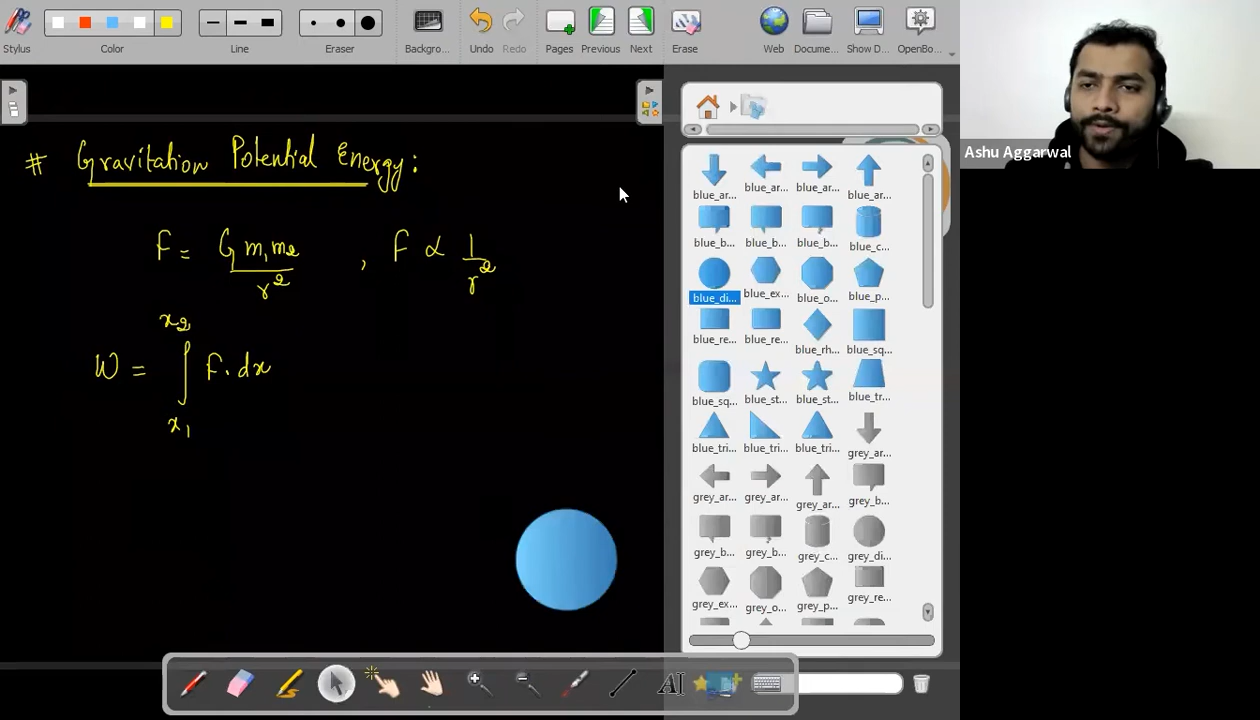 Stylus Color Line Eraser Backgro... Undo Redo Pages Previous Next Erase Web Docume... Show D... OpenBo...
# Gravitation Potential Energy:
F = G m₁m₂ / r² , F ∝ 1 / r²
x₂
W = ∫ F. dx
x₁
Ashu Aggarwal
blue_ar... blue_ar... blue_ar... blue_ar...
blue_b... blue_b... blue_b... blue_c...
blue_di... blue_ex... blue_o... blue_p...
blue_re... blue_re... blue_rh... blue_sq...
blue_sq... blue_st... blue_st... blue_tr...
blue_tri... blue_tri... blue_tri... grey_ar...
grey_ar... grey_ar... grey_ar... grey_b...
grey_b... grey_b... grey_c... grey_di...
grey_ex... grey_o... grey_p... grey_re...